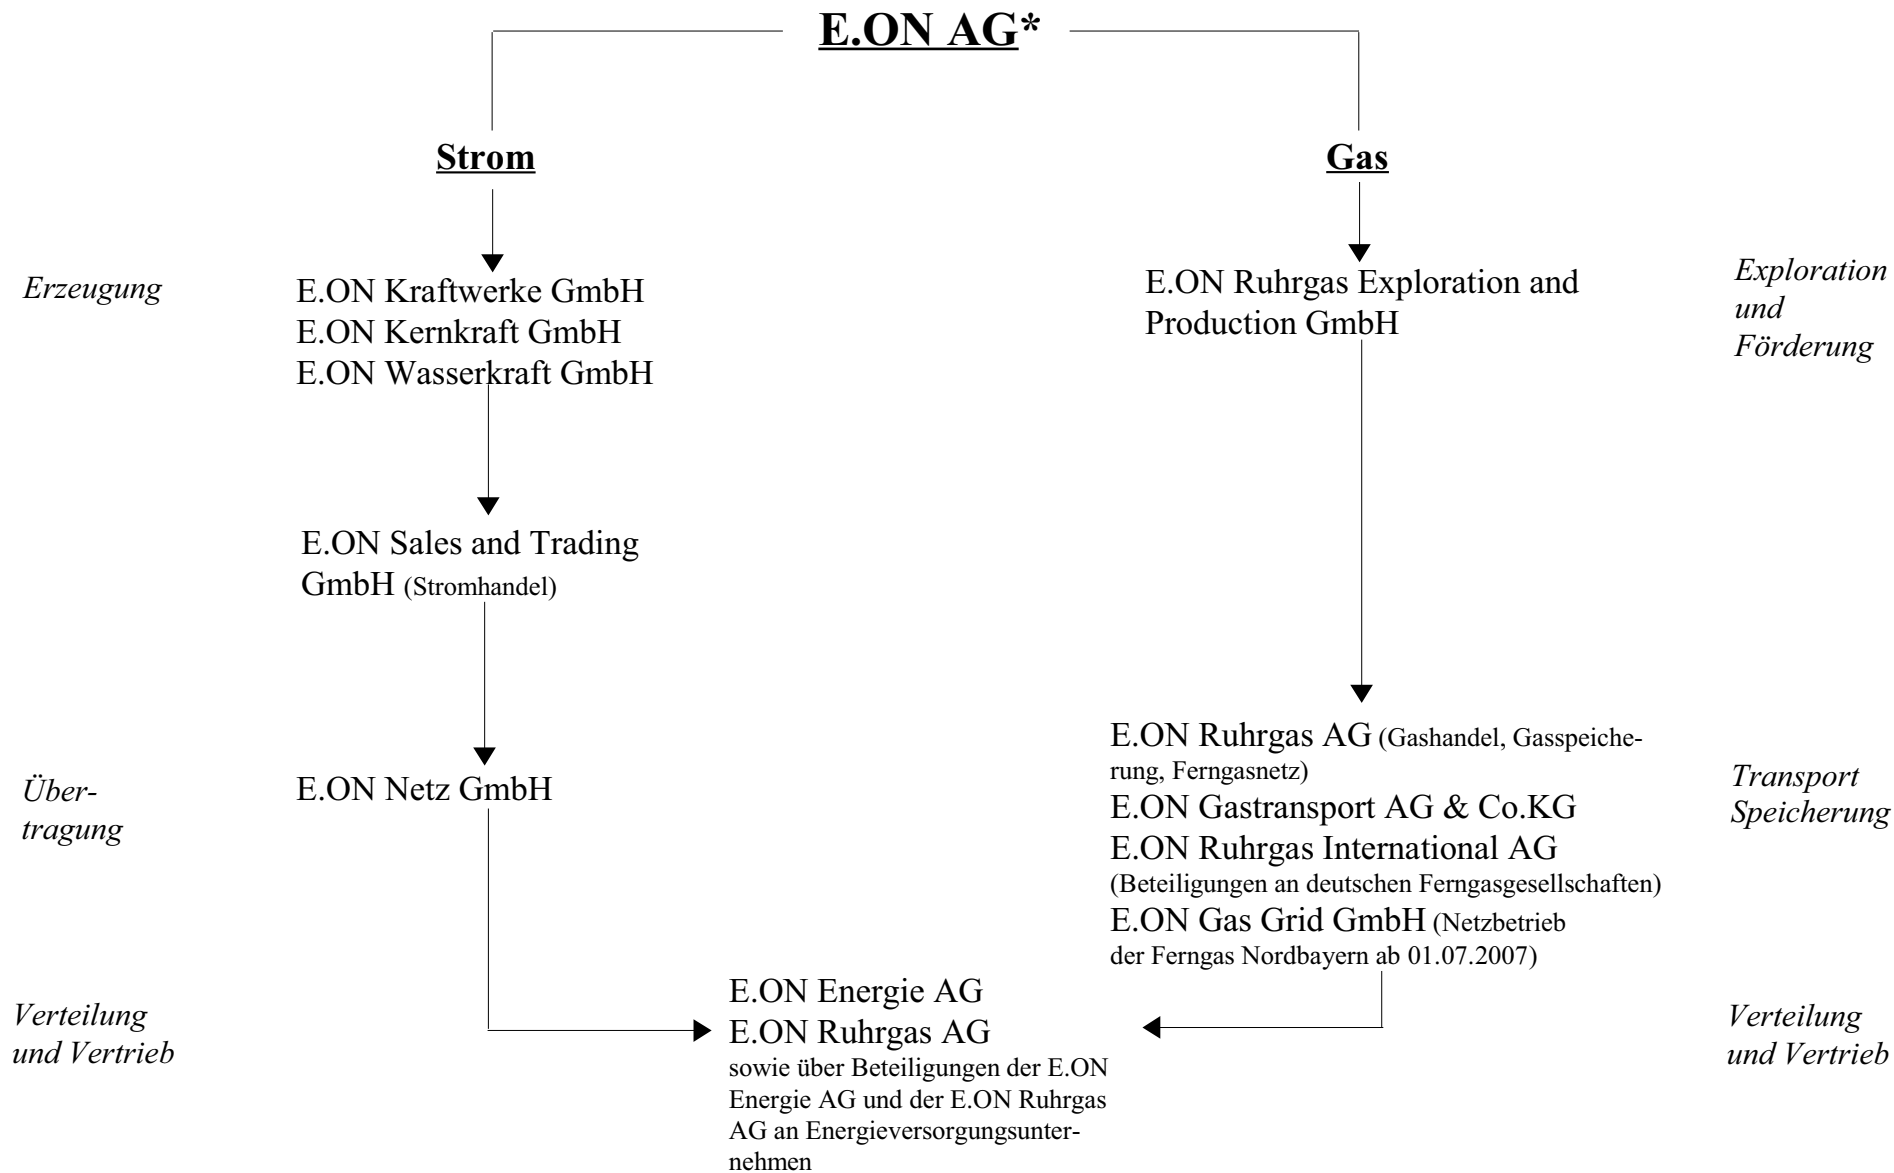 E.ON AG*
Strom
Gas
Erzeugung
E.ON Kraftwerke GmbH
E.ON Kernkraft GmbH
E.ON Wasserkraft GmbH
E.ON Ruhrgas Exploration and
Production GmbH
Exploration
und
Förderung
E.ON Sales and Trading
GmbH (Stromhandel)
Über-
tragung
E.ON Netz GmbH
E.ON Ruhrgas AG (Gashandel, Gasspeiche-
rung, Ferngasnetz)
E.ON Gastransport AG & Co.KG
E.ON Ruhrgas International AG
(Beteiligungen an deutschen Ferngasgesellschaften)
E.ON Gas Grid GmbH (Netzbetrieb
der Ferngas Nordbayern ab 01.07.2007)
Transport
Speicherung
Verteilung
und Vertrieb
E.ON Energie AG
E.ON Ruhrgas AG
sowie über Beteiligungen der E.ON
Energie AG und der E.ON Ruhrgas
AG an Energieversorgungsunter-
nehmen
Verteilung
und Vertrieb